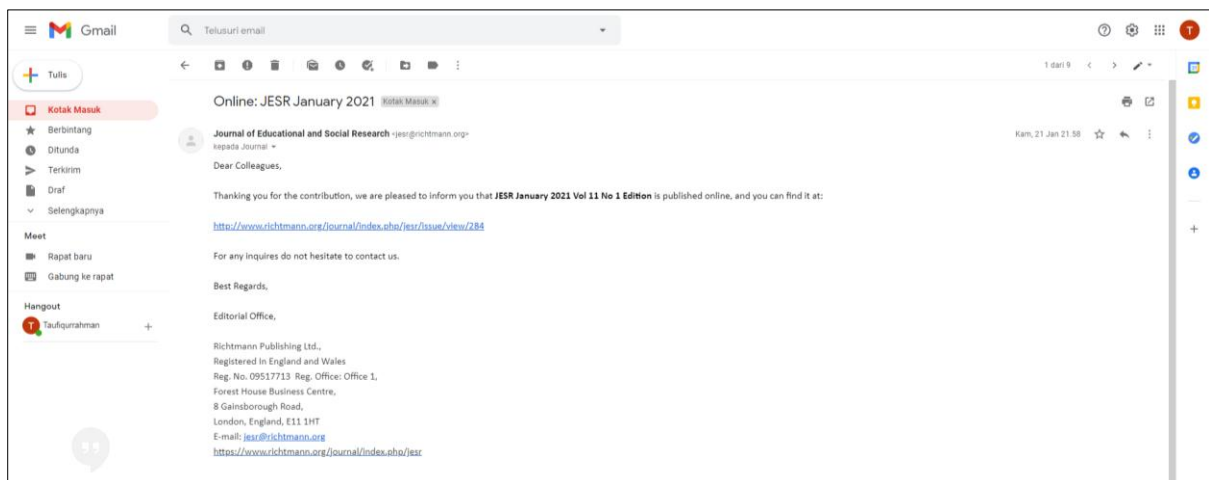 Gmail
Telusuri email
T
Tulis
1 dari 9
Kotak Masuk
Berbintang
Ditunda
Terkirim
Draf
Selengkapnya
Meet
Rapat baru
Gabung ke rapat
Hangout
T Taufiqurrahman
Online: JESR January 2021 Kotak Masuk x
Journal of Educational and Social Research <jesr@richtmann.org>
Kam, 21 Jan 21.58
kepada Journal
Dear Colleagues,
Thanking you for the contribution, we are pleased to inform you that JESR January 2021 Vol 11 No 1 Edition is published online, and you can find it at:
http://www.richtmann.org/journal/index.php/jesr/issue/view/284
For any inquires do not hesitate to contact us.
Best Regards,
Editorial Office,
Richtmann Publishing Ltd.,
Registered in England and Wales
Reg. No. 09517713 Reg. Office: Office 1,
Forest House Business Centre,
8 Gainsborough Road,
London, England, E11 1HT
E-mail: jesr@richtmann.org
https://www.richtmann.org/journal/index.php/jesr